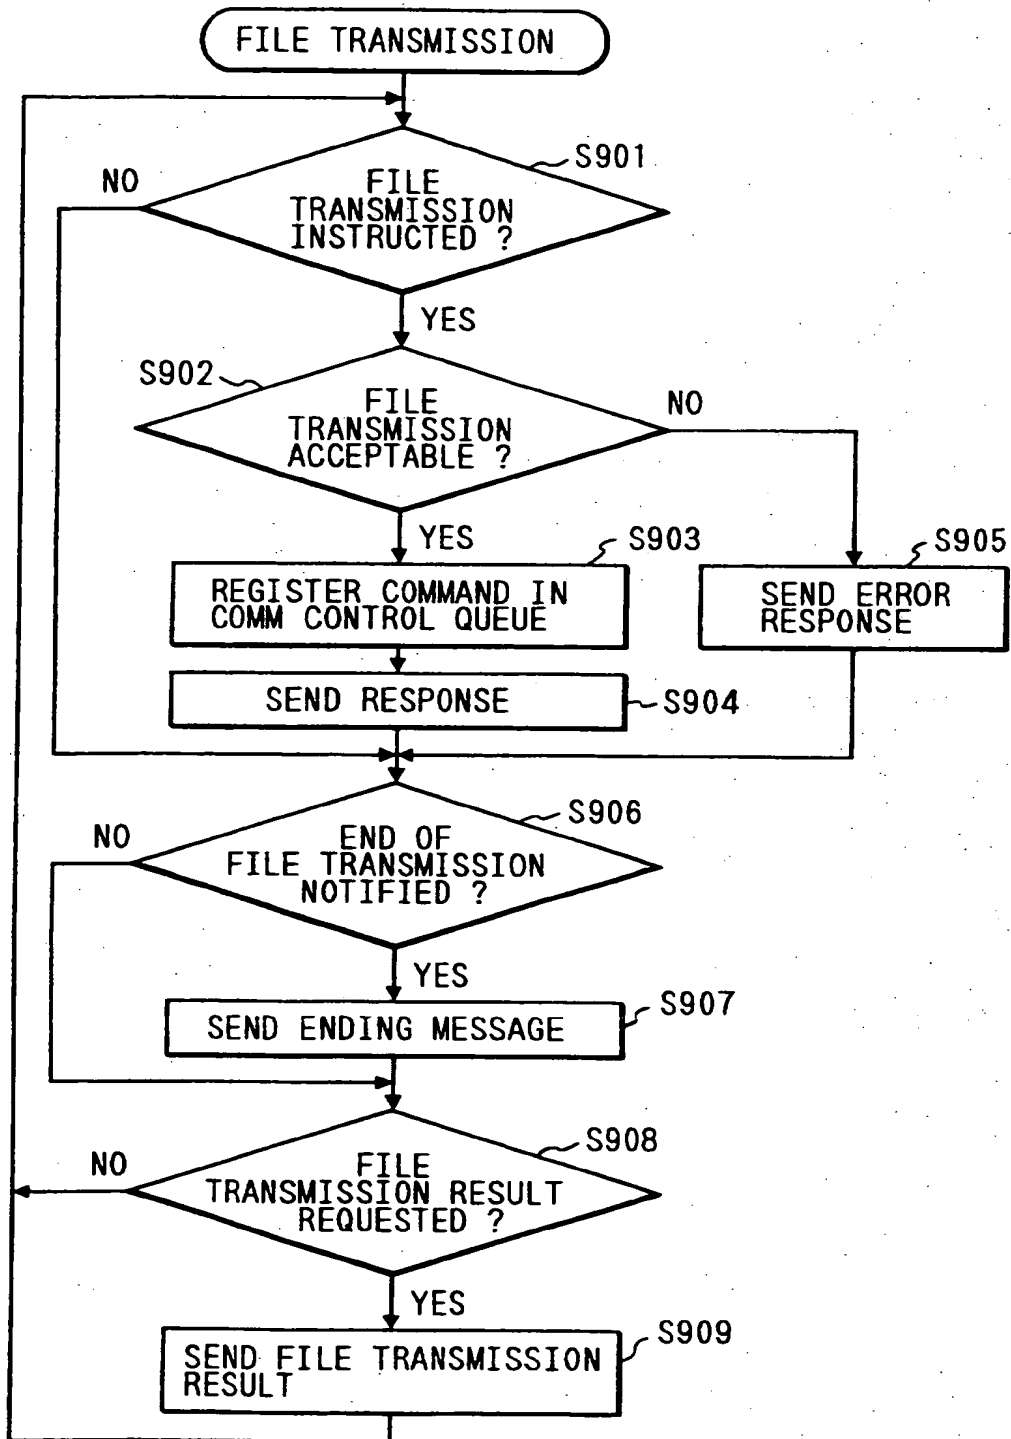 FILE TRANSMISSION
S901
NO
FILE
TRANSMISSION
INSTRUCTED ?
YES
S902
FILE
TRANSMISSION
ACCEPTABLE ?
NO
YES
S903
REGISTER COMMAND IN
COMM CONTROL QUEUE
S905
SEND ERROR
RESPONSE
SEND RESPONSE
S904
S906
NO
END OF
FILE TRANSMISSION
NOTIFIED ?
YES
SEND ENDING MESSAGE
S907
S908
NO
FILE
TRANSMISSION RESULT
REQUESTED ?
YES
S909
SEND FILE TRANSMISSION
RESULT